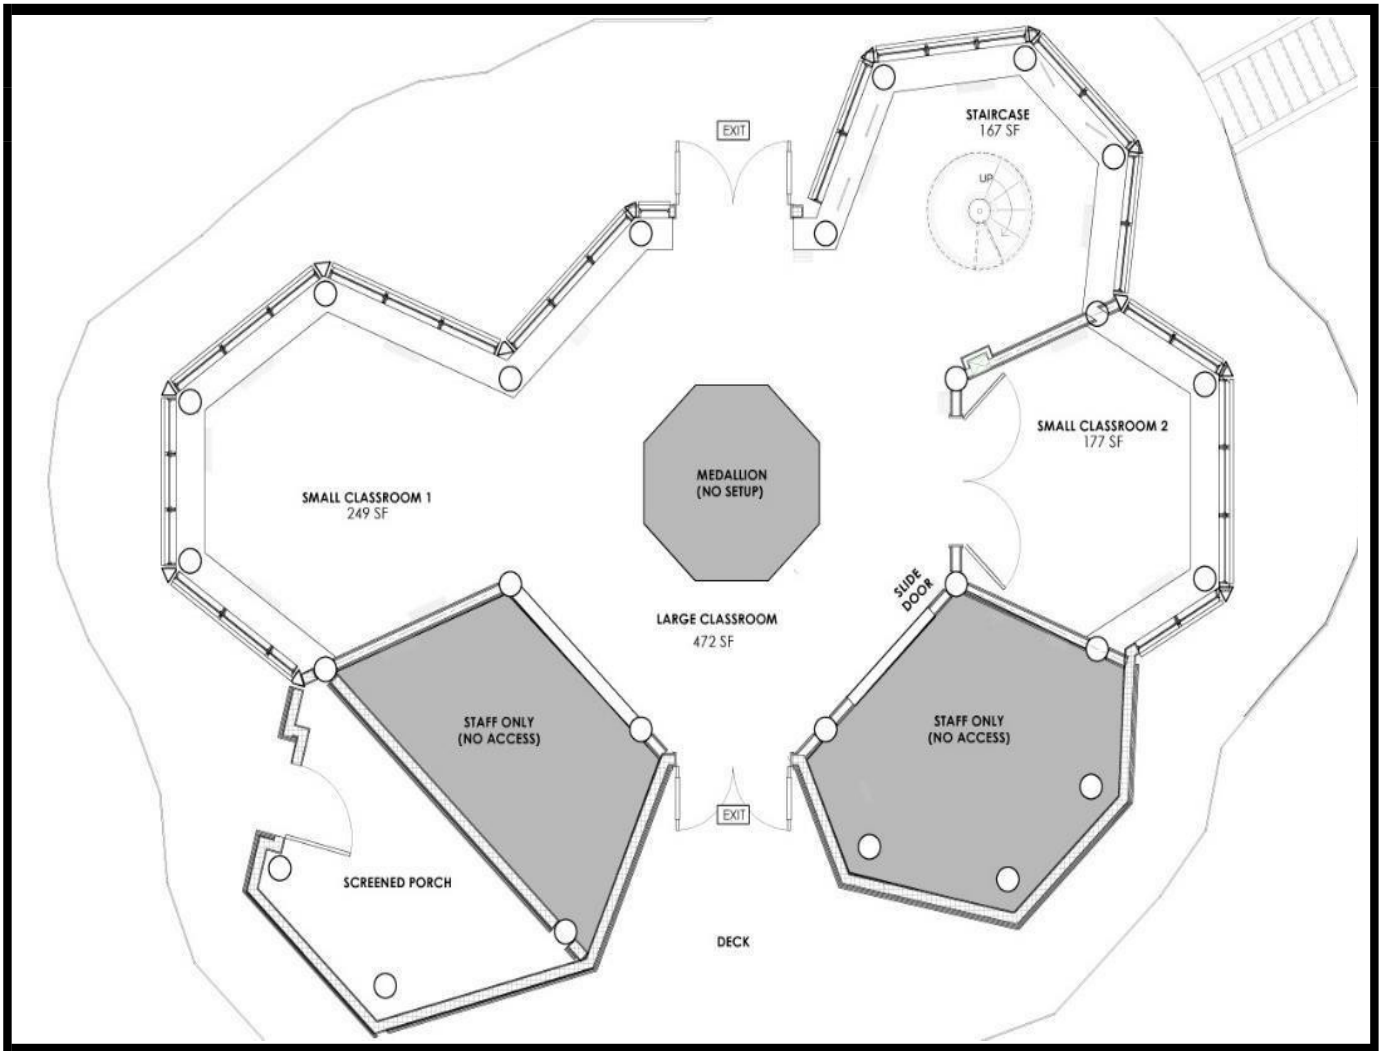 EXIT
STAIRCASE
167 SF
UP
SMALL CLASSROOM 2
177 SF
MEDALLION
(NO SETUP)
SMALL CLASSROOM 1
249 SF
SLIDE
DOOR
LARGE CLASSROOM
472 SF
STAFF ONLY
(NO ACCESS)
STAFF ONLY
(NO ACCESS)
EXIT
SCREENED PORCH
DECK